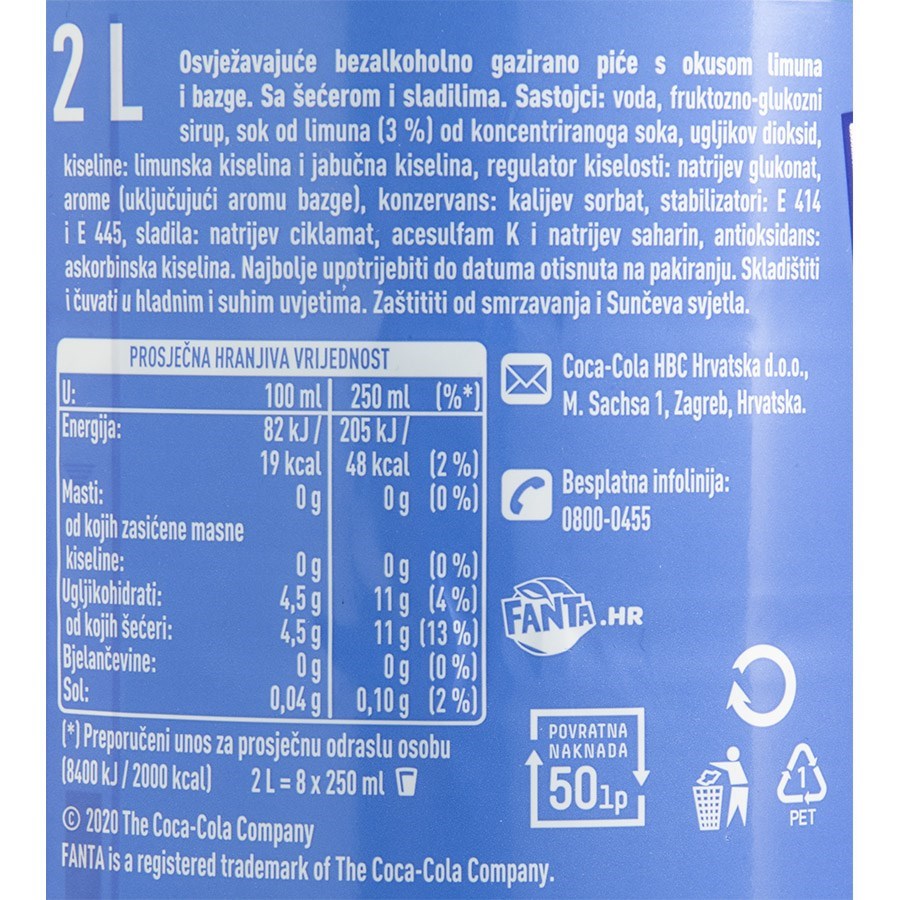 2 L
Osvježavajuće bezalkoholno gazirano piće s okusom limuna
i bazge. Sa šećerom i sladilima. Sastojci: voda, fruktozno-glukozni
sirup, sok od limuna (3 %) od koncentriranoga soka, ugljikov dioksid,
kiseline: limunska kiselina i jabučna kiselina, regulator kiselosti: natrijev glukonat,
arome (uključujući aromu bazge), konzervans: kalijev sorbat, stabilizatori: E 414
i E 445, sladila: natrijev ciklamat, acesulfam K i natrijev saharin, antioksidans:
askorbinska kiselina. Najbolje upotrijebiti do datuma otisnuta na pakiranju. Skladištiti
i čuvati u hladnim i suhim uvjetima. Zaštititi od smrzavanja i Sunčeva svjetla.
PROSJEČNA HRANJIVA VRIJEDNOST
U: 100 ml 250 ml (%*)
Energija: 82 kJ / 205 kJ /
19 kcal 48 kcal (2 %)
Masti: 0 g 0 g (0 %)
od kojih zasićene masne
kiseline: 0 g 0 g (0 %)
Ugljikohidrati: 4,5 g 11 g (4 %)
od kojih šećeri: 4,5 g 11 g (13 %)
Bjelančevine: 0 g 0 g (0 %)
Sol: 0,04 g 0,10 g (2 %)
(*) Preporučeni unos za prosječnu odraslu osobu
(8400 kJ / 2000 kcal) 2 L = 8 x 250 ml
© 2020 The Coca-Cola Company
FANTA is a registered trademark of The Coca-Cola Company.
Coca-Cola HBC Hrvatska d.o.o.,
M. Sachsa 1, Zagreb, Hrvatska.
Besplatna infolinija:
0800-0455
FANTA.HR
POVRATNA
NAKNADA
50lp
1
PET